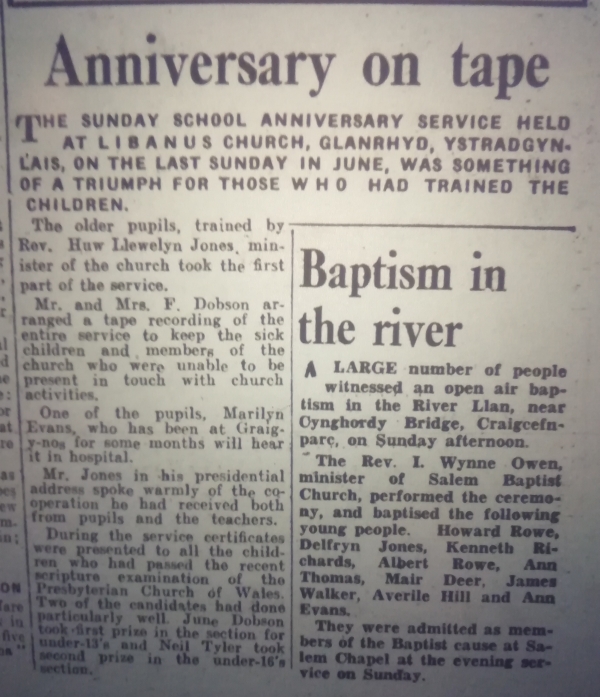 Anniversary on tape
THE SUNDAY SCHOOL ANNIVERSARY SERVICE HELD
AT LIBANUS CHURCH, GLANRHYD, YSTRADGYN-
LAIS, ON THE LAST SUNDAY IN JUNE, WAS SOMETHING
OF A TRIUMPH FOR THOSE WHO HAD TRAINED THE
CHILDREN.
The older pupils, trained by
Rev. Huw Llewelyn Jones, min-
ister of the church took the first
part of the service.
Mr. and Mrs. F. Dobson ar-
ranged a tape recording of the
entire service to keep the sick
children and members of the
church who were unable to be
present in touch with church
activities.
One of the pupils, Marilyn
Evans, who has been at Graig-
y-nos for some months will hear
it in hospital.
Mr. Jones in his presidential
address spoke warmly of the co-
operation he had received both
from pupils and the teachers.
During the service certificates
were presented to all the child-
ren who had passed the recent
scripture examination of the
Presbyterian Church of Wales.
Two of the candidates had done
particularly well. June Dobson
took first prize in the section for
under-13's and Neil Tyler took
second prize in the under-16's
section.
Baptism in
the river
A LARGE number of people
witnessed an open air bap-
tism in the River Llan, near
Cynghordy Bridge, Craigcefn-
parc, on Sunday afternoon.
The Rev. I. Wynne Owen,
minister of Salem Baptist
Church, performed the ceremo-
ny, and baptised the following
young people. Howard Rowe,
Delfryn Jones, Kenneth Ri-
chards, Albert Rowe, Ann
Thomas, Mair Deer, James
Walker, Averile Hill and Ann
Evans.
They were admitted as mem-
bers of the Baptist cause at Sa-
lem Chapel at the evening ser-
vice on Sunday.